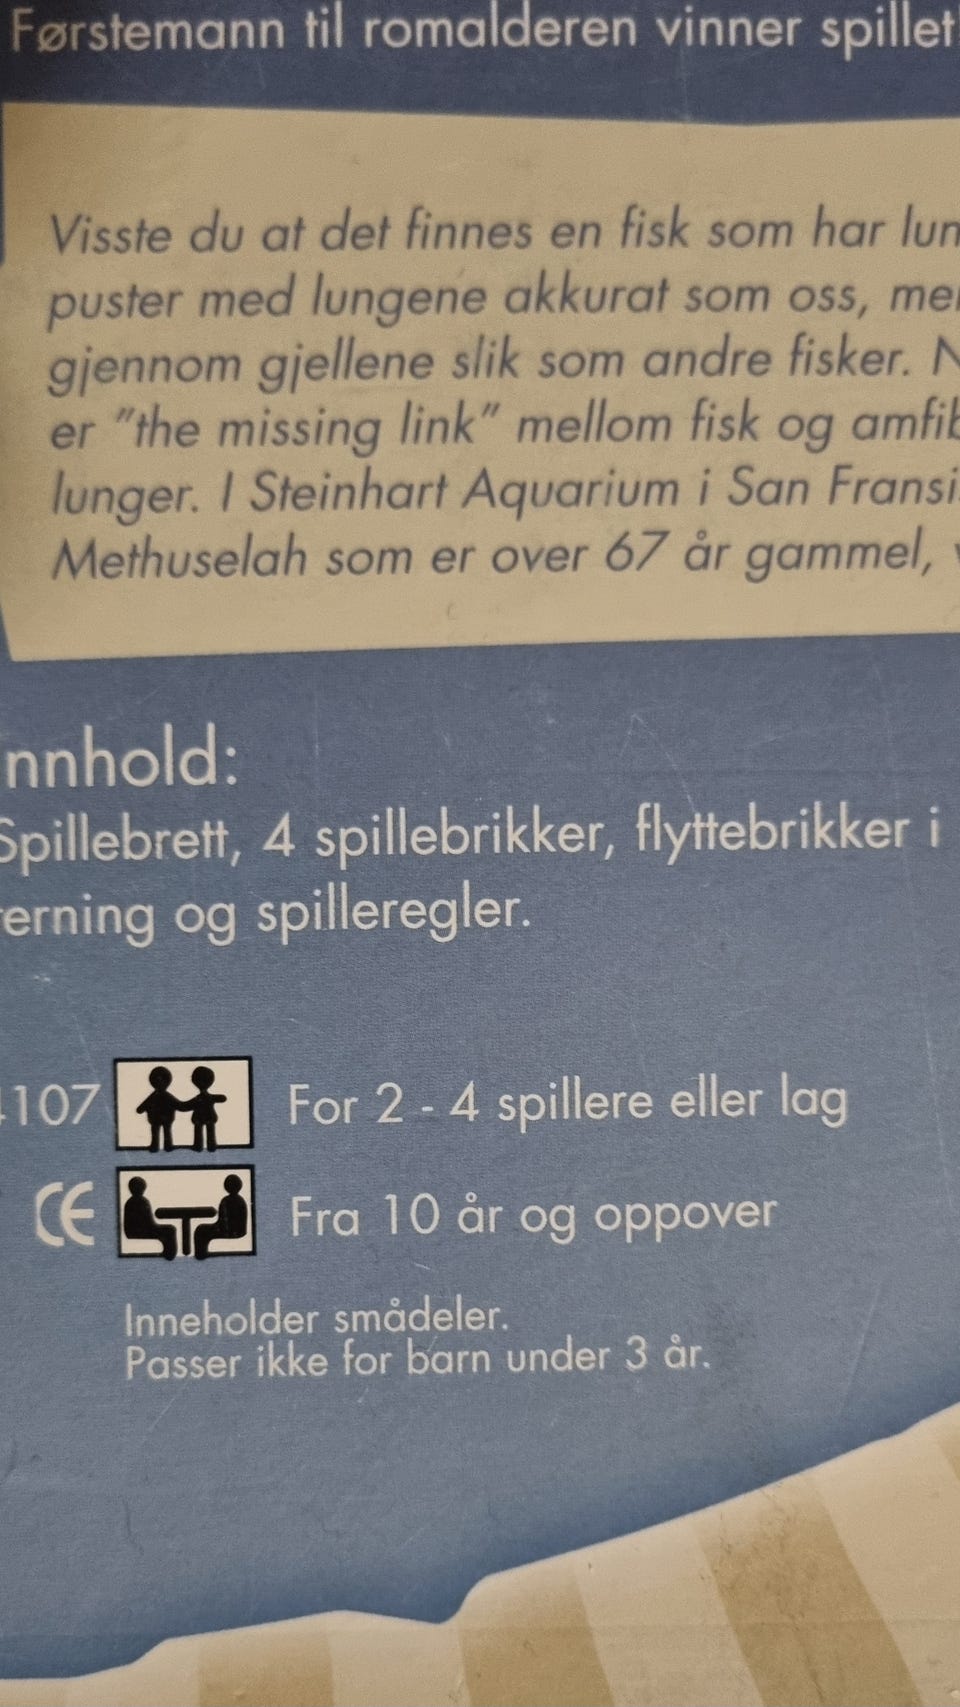 Førstemann til romalderen vinner spillet
Visste du at det finnes en fisk som har
puster med lungene akkurat som oss,
gjennom gjellene slik som andre fisker.
er "the missing link" mellom fisk og
lunger. I Steinhart Aquarium i San
Methuselah som er over 67 år gammel,
nnhold:
Spillebrett, 4 spillebrikker, flyttebrikker i
erning og spilleregler.
107 For 2 - 4 spillere eller lag
CE Fra 10 år og oppover
Inneholder smådeler.
Passer ikke for barn under 3 år.